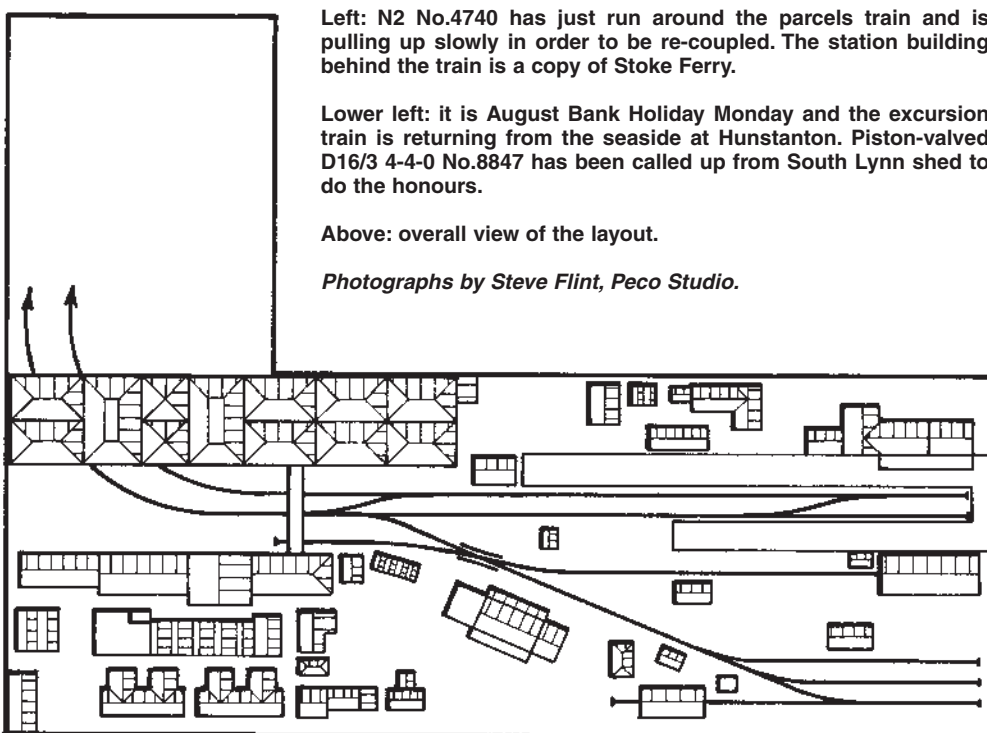 Left: N2 No.4740 has just run around the parcels train and is
pulling up slowly in order to be re-coupled. The station building
behind the train is a copy of Stoke Ferry.
Lower left: it is August Bank Holiday Monday and the excursion
train is returning from the seaside at Hunstanton. Piston-valved
D16/3 4-4-0 No.8847 has been called up from South Lynn shed to
do the honours.
Above: overall view of the layout.
Photographs by Steve Flint, Peco Studio.